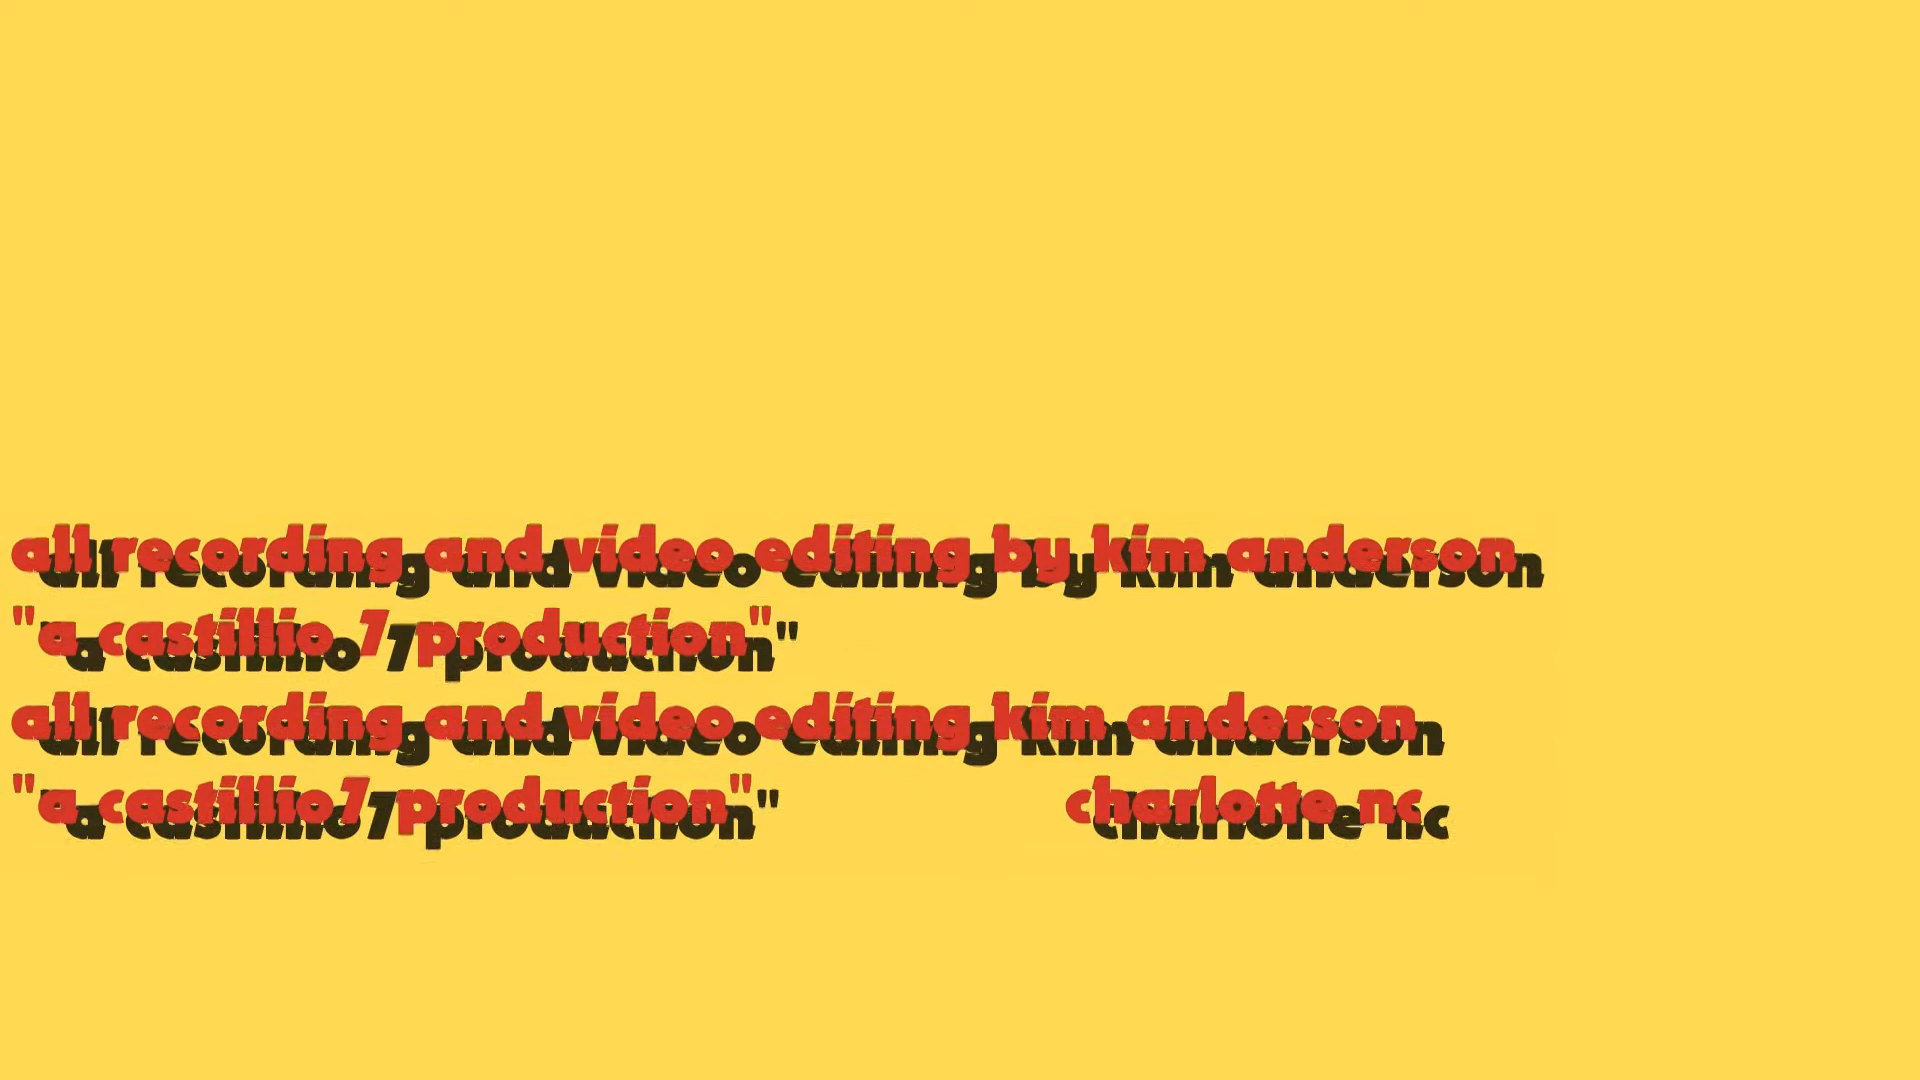 all recording and video editing by kim anderson
"a castillio 7 production"
all recording and video editing kim anderson
"a castillio7 production" charlotte nc